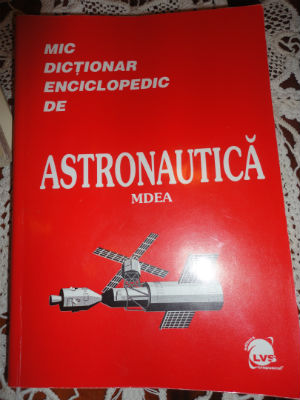 MIC
DICȚIONAR
ENCICLOPEDIC
DE
ASTRONAUTICĂ
MDEA
LVS